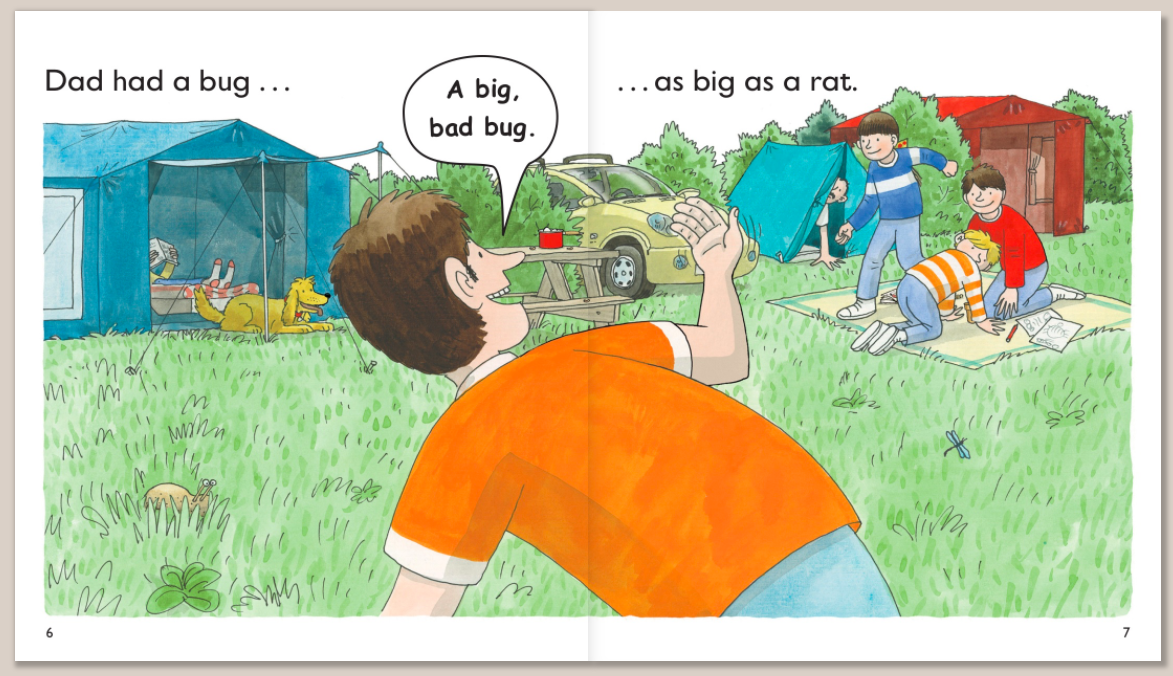 Dad had a bug . . .
A big,
bad bug.
. . . as big as a rat.
6
7